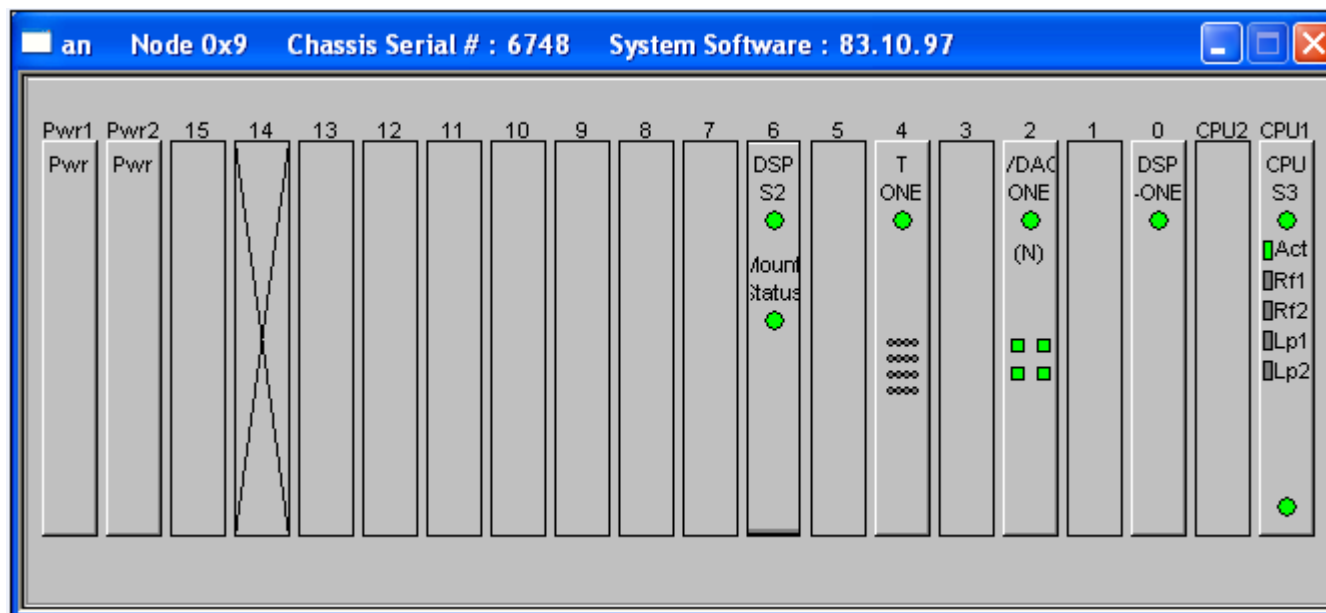 an Node 0x9 Chassis Serial # : 6748 System Software : 83.10.97
Pwr1 Pwr2 15 14 13 12 11 10 9 8 7 6 5 4 3 2 1 0 CPU2 CPU1
Pwr Pwr DSP T /DAC DSP CPU
S2 ONE ONE -ONE S3
(N) Act
Mount
Rf1
Status
Rf2
Lp1
Lp2